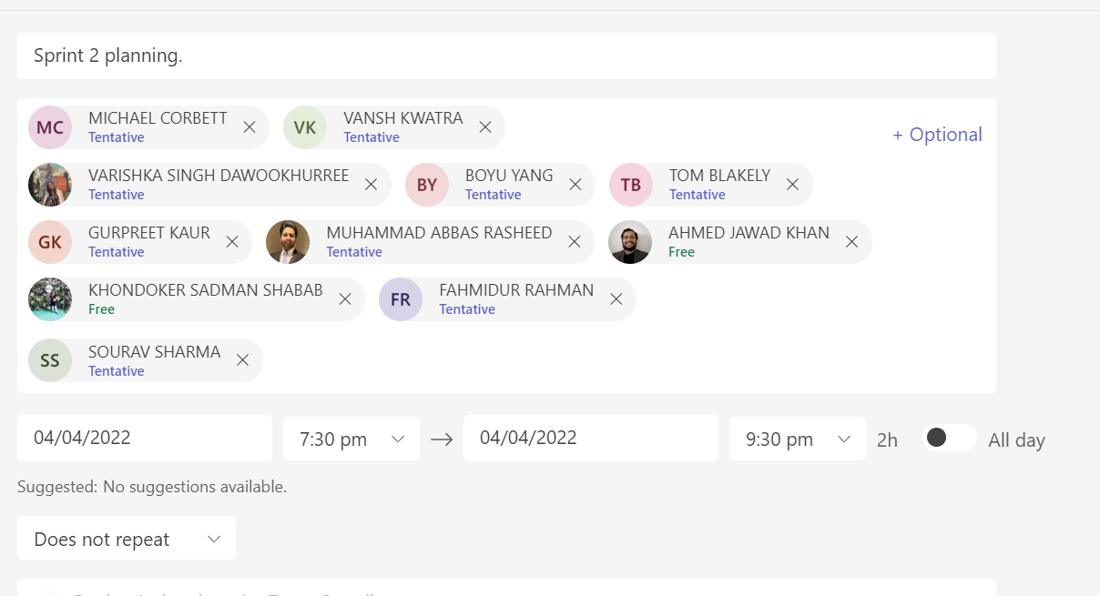 Sprint 2 planning.
MC MICHAEL CORBETT VK VANSH KWATRA
Tentative Tentative
+ Optional
VARISHKA SINGH DAWOOKHURREE BY BOYU YANG TB TOM BLAKELY
Tentative Tentative Tentative
GK GURPREET KAUR MUHAMMAD ABBAS RASHEED AHMED JAWAD KHAN
Tentative Tentative Free
KHONDOKER SADMAN SHABAB FR FAHMIDUR RAHMAN
Free Tentative
SS SOURAV SHARMA
Tentative
04/04/2022 7:30 pm → 04/04/2022 9:30 pm 2h All day
Suggested: No suggestions available.
Does not repeat